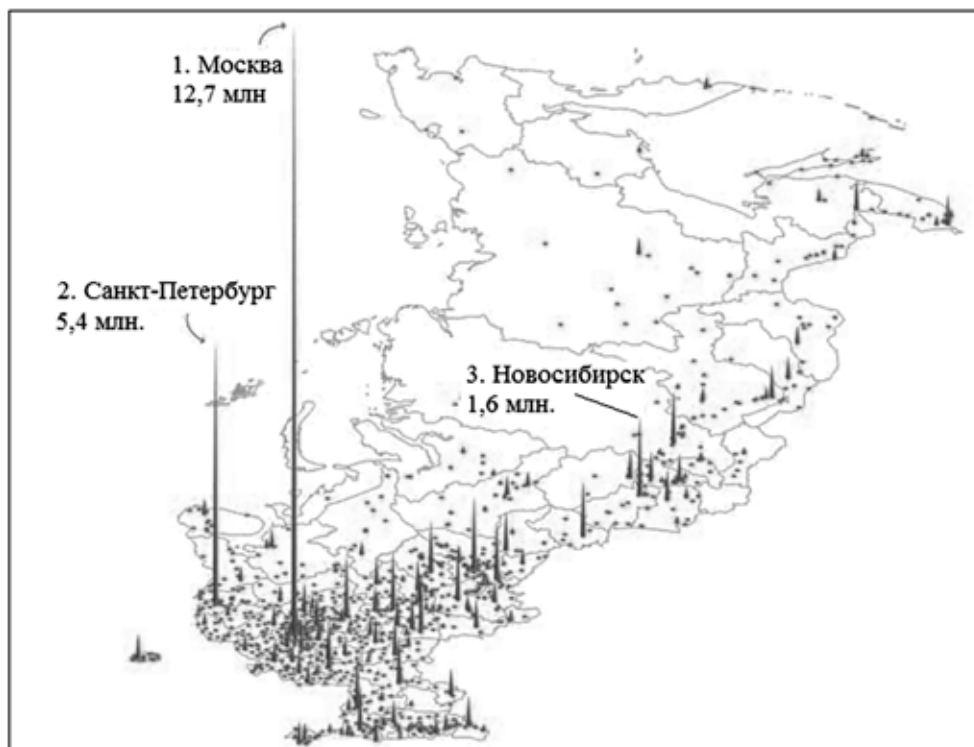 1. Москва
12,7 млн
2. Санкт-Петербург
5,4 млн.
3. Новосибирск
1,6 млн.